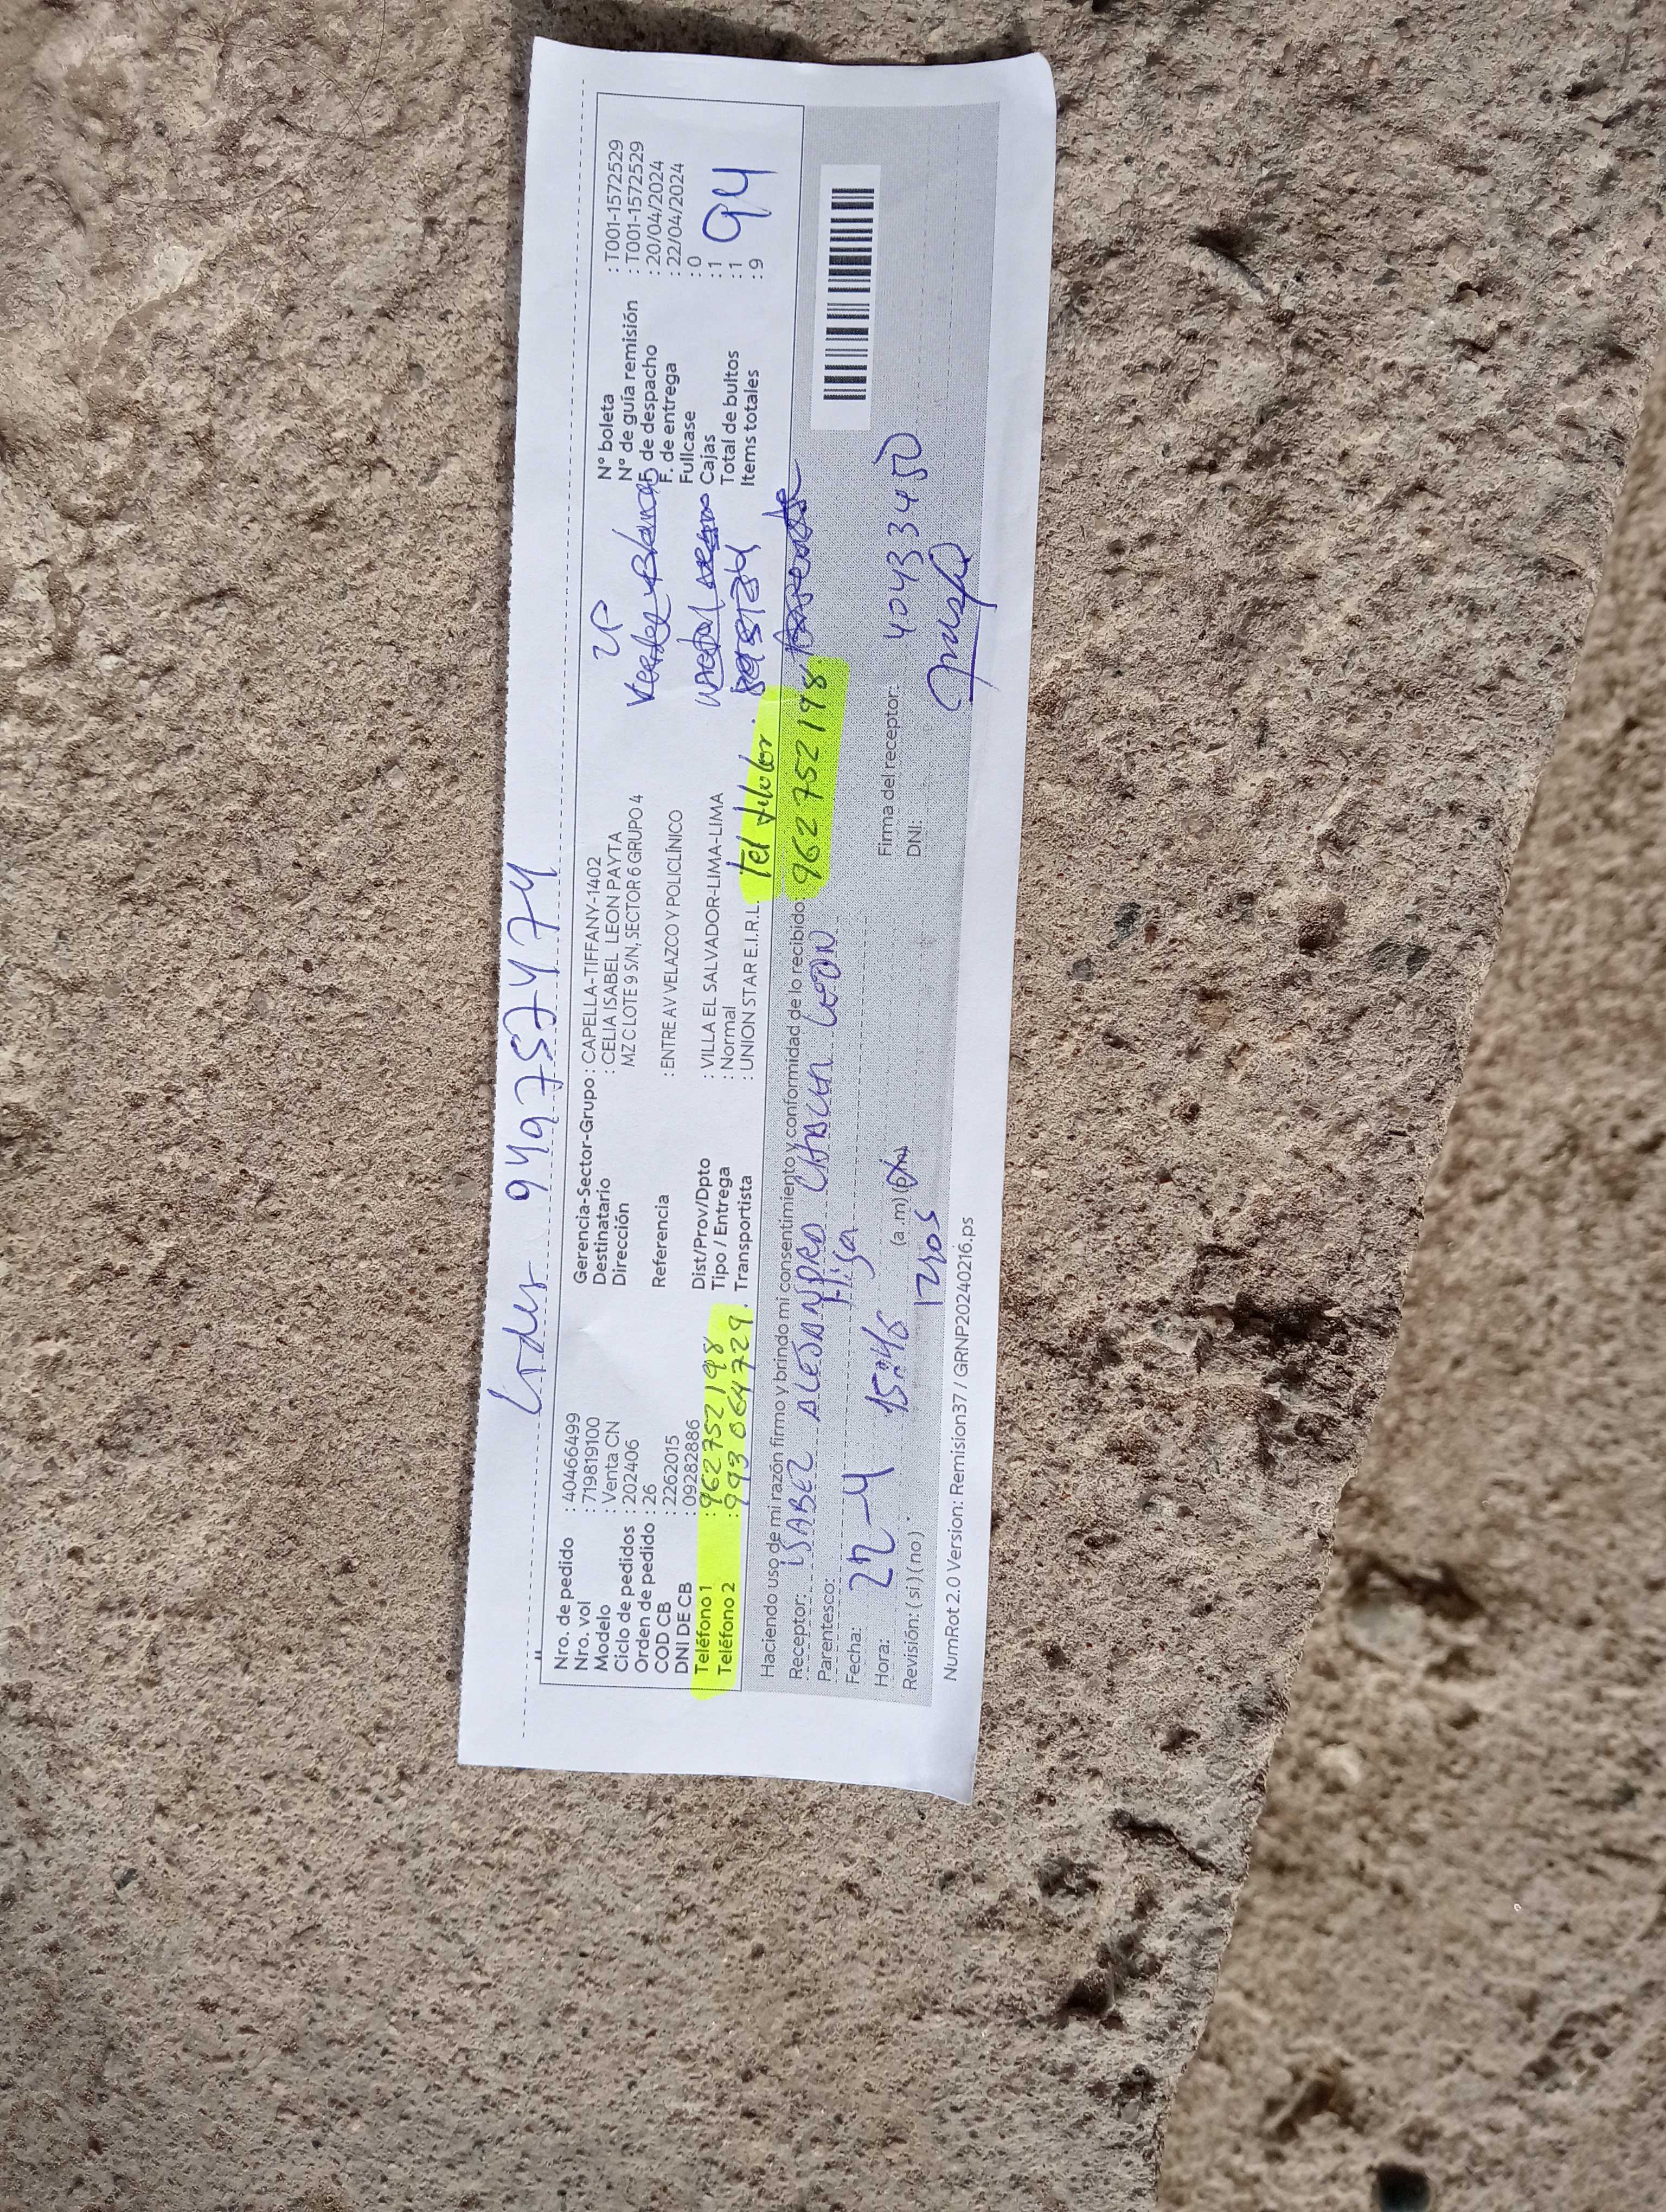 949757474
Nro. de pedido : 40466499
Nro. vol : 719819100
Modelo : Venta CN
Ciclo de pedidos : 202406
Orden de pedido : 26
COD CB : 2262015
DNI DE CB : 09282886
Teléfono 1 : 962752198
Teléfono 2 : 993064729.
Gerencia-Sector-Grupo : CAPELLA-TIFFANY-1402
Destinatario : CELIA ISABEL LEON PAYTA
Dirección MZ C LOTE 9 S/N, SECTOR 6 GRUPO 4
Referencia : ENTRE AV VELAZCO Y POLICLÍNICO
Dist/Prov/Dpto : VILLA EL SALVADOR-LIMA-LIMA
Tipo / Entrega : Normal
Transportista : UNION STAR E.I.R.L.
2P
N° boleta : T001-1572529
N° de guía remisión : T001-1572529
F. de despacho : 20/04/2024
F. de entrega : 22/04/2024
Fullcase : 0
Cajas : 1
Total de bultos : 1
Items totales : 9
94
tel titular.
962752198
Haciendo uso de mi razón firmo y brindo mi consentimiento y conformidad de lo recibido:
Receptor: ISABEL ALEJANDRO LEON
Parentesco: Hija
Fecha: 22-4
Hora: 15:45 (a.m)
Revisión: ( si ) ( no )
Firma del receptor:
DNI: 40433450
NumRot 2.0 Version: Remision37 / GRNP20240216.ps